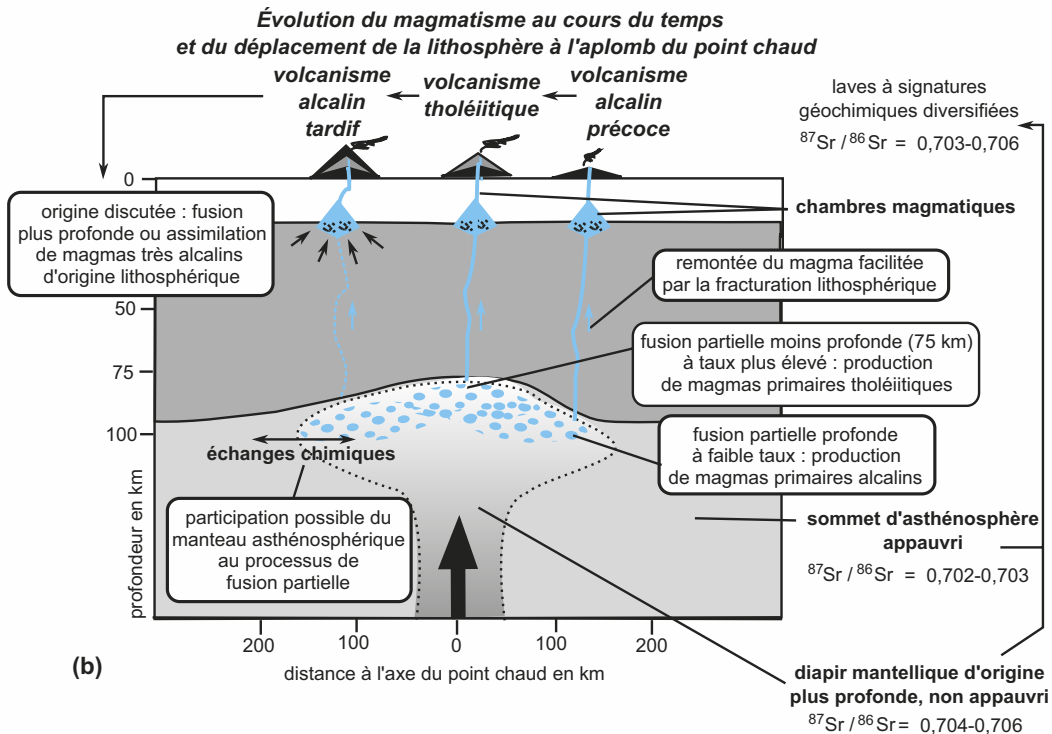 Évolution du magmatisme au cours du temps
et du déplacement de la lithosphère à l'aplomb du point chaud
volcanisme
alcalin
tardif
volcanisme
tholéiitique
volcanisme
alcalin
précoce
laves à signatures
géochimiques diversifiées
87Sr / 86Sr = 0,703-0,706
0
origine discutée : fusion
plus profonde ou assimilation
de magmas très alcalins
d'origine lithosphérique
chambres magmatiques
remontée du magma facilitée
par la fracturation lithosphérique
50
fusion partielle moins profonde (75 km)
à taux plus élevé : production
de magmas primaires tholéiitiques
75
100
échanges chimiques
fusion partielle profonde
à faible taux : production
de magmas primaires alcalins
profondeur en km
participation possible du
manteau asthénosphérique
au processus de
fusion partielle
sommet d'asthénosphère
appauvri
87Sr / 86Sr = 0,702-0,703
200
100
0
100
200
(b)
distance à l'axe du point chaud en km
diapir mantellique d'origine
plus profonde, non appauvri
87Sr / 86Sr = 0,704-0,706